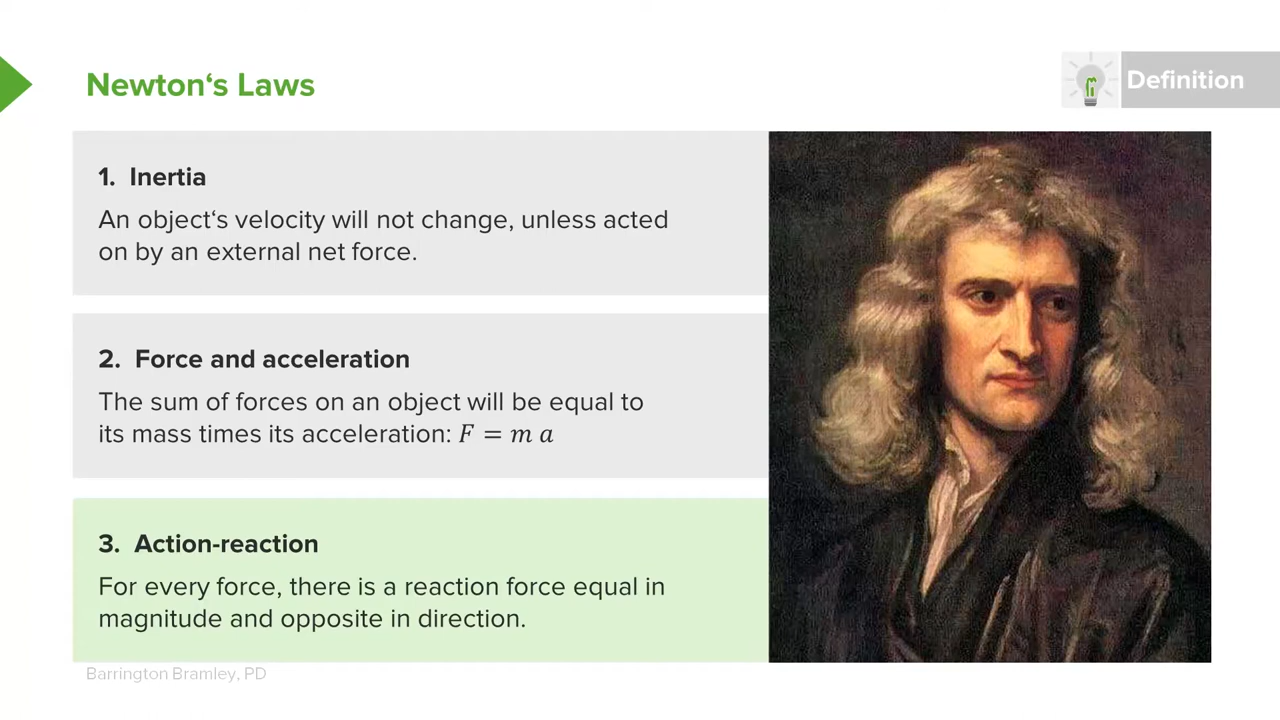 Newton‘s Laws
Definition
1. Inertia
An object‘s velocity will not change, unless acted
on by an external net force.
2. Force and acceleration
The sum of forces on an object will be equal to
its mass times its acceleration: F = m a
3. Action-reaction
For every force, there is a reaction force equal in
magnitude and opposite in direction.
Barrington Bramley, PD